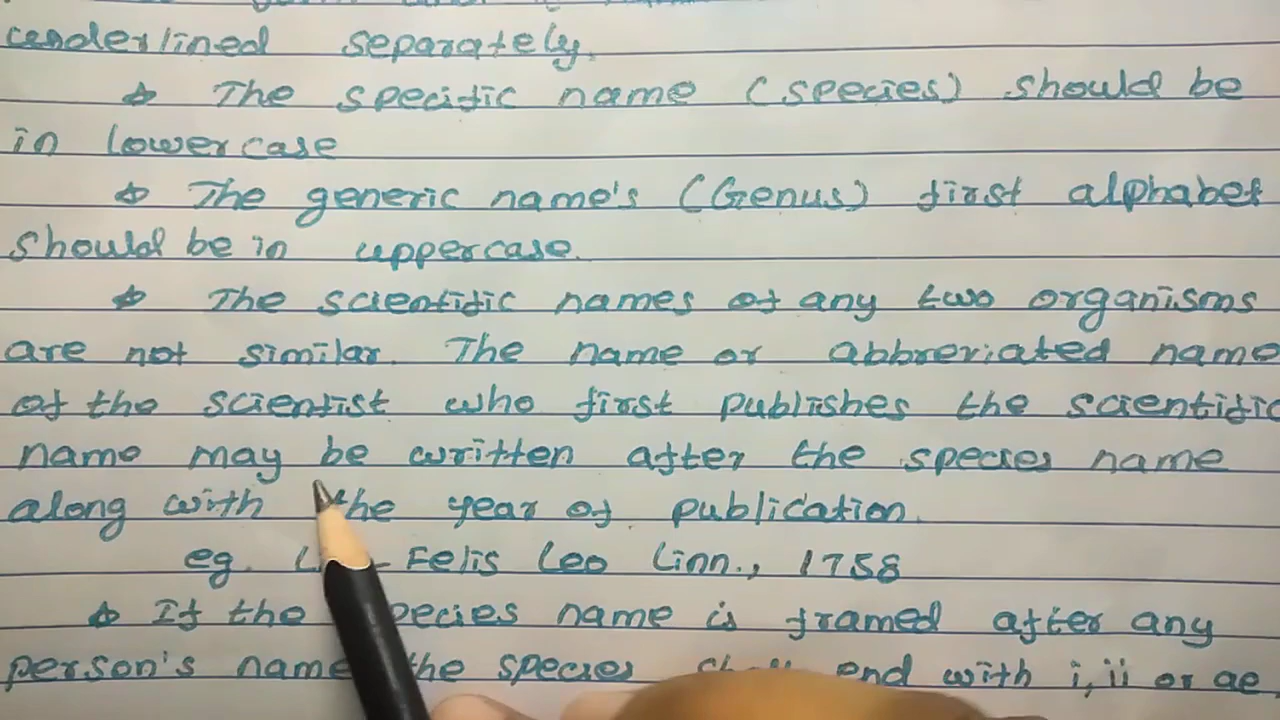 underlined separately.
☆ The specific name (species) should be
in lowercase
☆ The generic name's (Genus) first alphabet
should be in uppercase.
☆ The scientific names of any two organisms
are not similar. The name or abbreviated name
of the scientist who first publishes the scientific
name may be written after the species name
along with the year of publication.
eg. Felis Leo Linn., 1758
☆ If the species name is framed after any
person's name the species end with i, ii or ae,